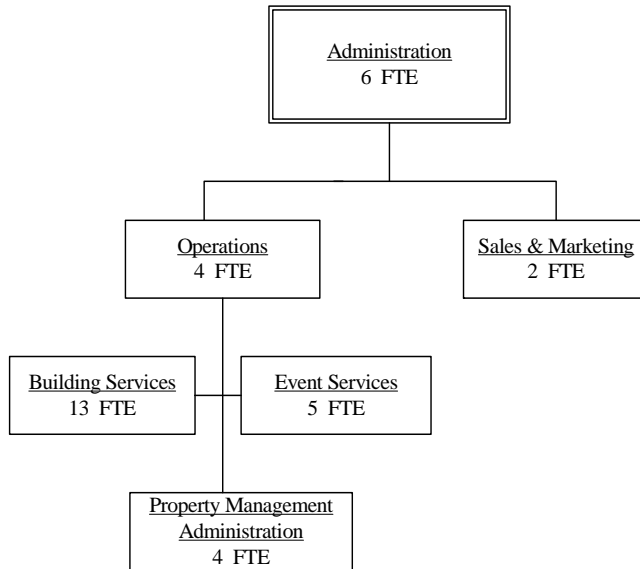 Administration
6 FTE
Operations
4 FTE
Sales & Marketing
2 FTE
Building Services
13 FTE
Event Services
5 FTE
Property Management
Administration
4 FTE